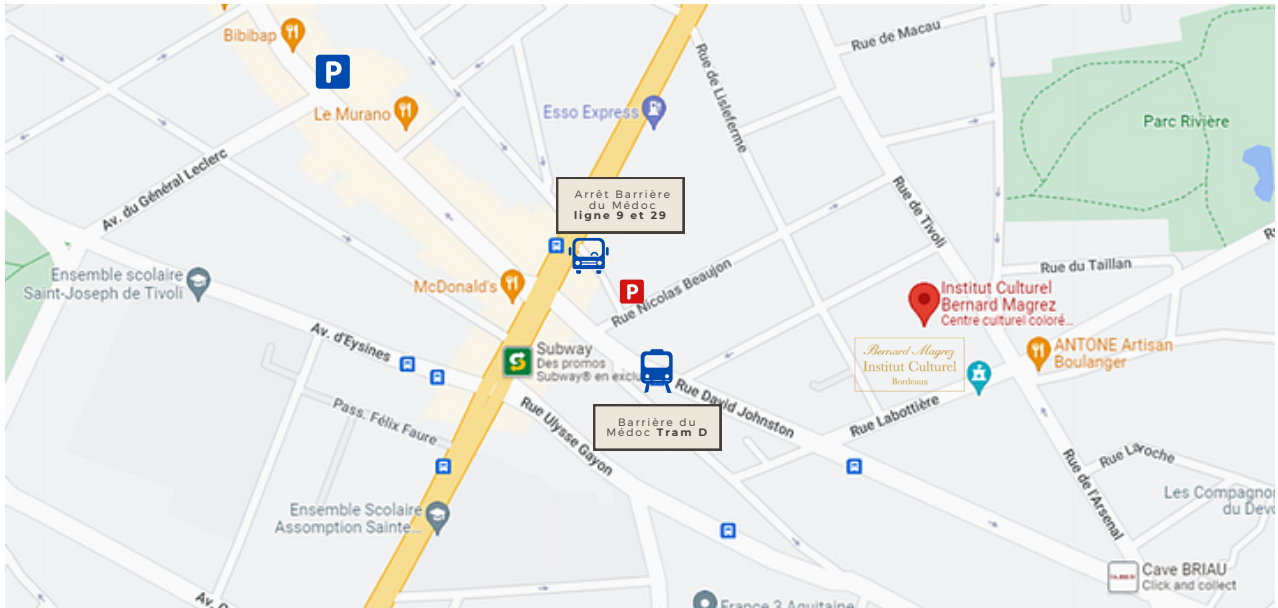 Bibibap
P
Le Murano
Esso Express
Rue de Lisleferme
Rue de Macau
Parc Rivière
Av. du Général Leclerc
Arrêt Barrière
du Médoc
ligne 9 et 29
Rue de Tivoli
Ensemble scolaire
Saint-Joseph de Tivoli
McDonald's
P
Rue Nicolas Beaujon
Rue du Taillan
Institut Culturel
Bernard Magrez
Centre culturel coloré...
Av. d'Eysines
Subway
Des promos
Subway® en exclu
Bernard Magrez
Institut Culturel
Bordeaux
ANTONE Artisan
Boulanger
Pass. Félix Faure
Rue Ulysse Gayon
Rue David Johnston
Barrière du
Médoc Tram D
Rue Labottière
Rue Laroche
Rue de l'Arsenal
Les Compagnon
du Devo
Ensemble Scolaire
Assomption Sainte...
Cave BRIAU
Click and collect
France 3 Aquitaine
Av.